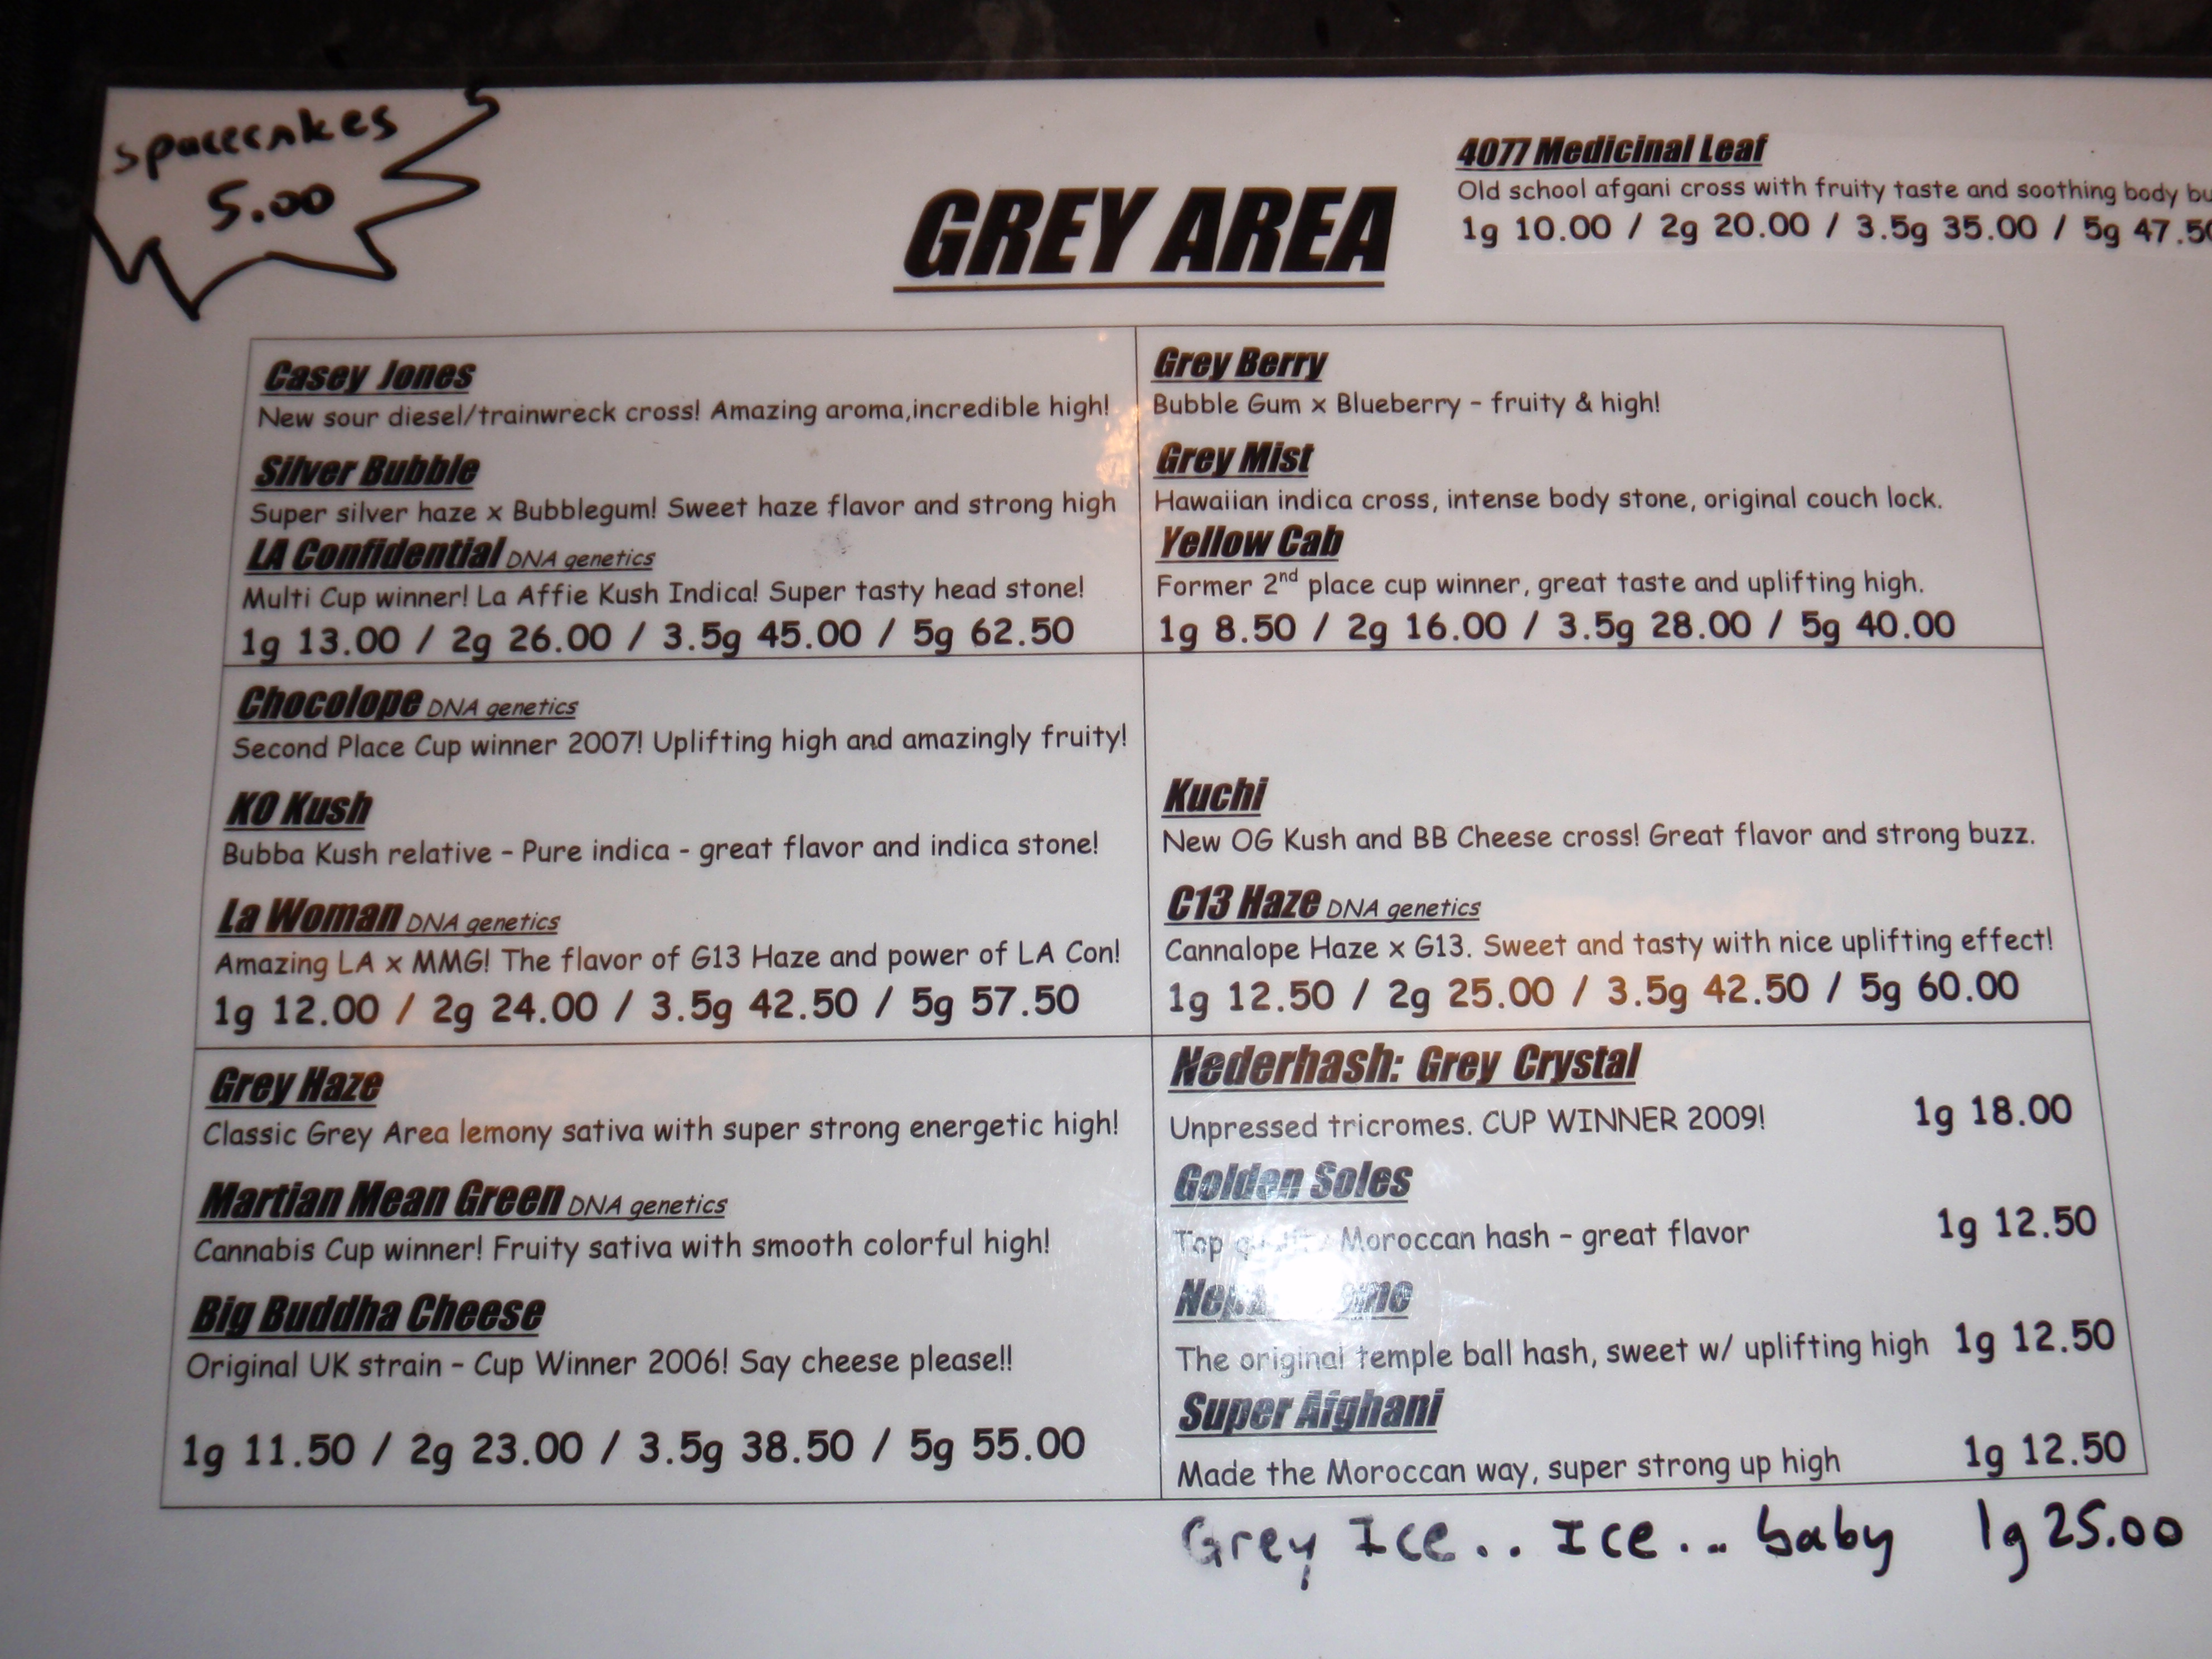 spacecakes
5.00
GREY AREA
4077 Medicinal Leaf
Old school afgani cross with fruity taste and soothing body
1g 10.00 / 2g 20.00 / 3.5g 35.00 / 5g 47.50
Casey Jones
New sour diesel/trainwreck cross! Amazing aroma,incredible high!
Silver Bubble
Super silver haze x Bubblegum! Sweet haze flavor and strong high
LA Confidential DNA genetics
Multi Cup winner! La Affie Kush Indica! Super tasty head stone!
1g 13.00 / 2g 26.00 / 3.5g 45.00 / 5g 62.50
Grey Berry
Bubble Gum x Blueberry - fruity & high!
Grey Mist
Hawaiian indica cross, intense body stone, original couch lock.
Yellow Cab
Former 2nd place cup winner, great taste and uplifting high.
1g 8.50 / 2g 16.00 / 3.5g 28.00 / 5g 40.00
Chocolope DNA genetics
Second Place Cup winner 2007! Uplifting high and amazingly fruity!
KO Kush
Bubba Kush relative - Pure indica - great flavor and indica stone!
La Woman DNA genetics
Amazing LA x MMG! The flavor of G13 Haze and power of LA Con!
1g 12.00 / 2g 24.00 / 3.5g 42.50 / 5g 57.50
Kuchi
New OG Kush and BB Cheese cross! Great flavor and strong buzz.
C13 Haze DNA genetics
Cannalope Haze x G13. Sweet and tasty with nice uplifting effect!
1g 12.50 / 2g 25.00 / 3.5g 42.50 / 5g 60.00
Grey Haze
Classic Grey Area lemony sativa with super strong energetic high!
Martian Mean Green DNA genetics
Cannabis Cup winner! Fruity sativa with smooth colorful high!
Big Buddha Cheese
Original UK strain - Cup Winner 2006! Say cheese please!!
1g 11.50 / 2g 23.00 / 3.5g 38.50 / 5g 55.00
Nederhash: Grey Crystal
Unpressed tricromes. CUP WINNER 2009! 1g 18.00
Golden Soles
Top Moroccan hash - great flavor 1g 12.50
The original temple ball hash, sweet w/ uplifting high 1g 12.50
Super Afghani
Made the Moroccan way, super strong up high 1g 12.50
Grey Ice.. Ice... baby 1g 25.00